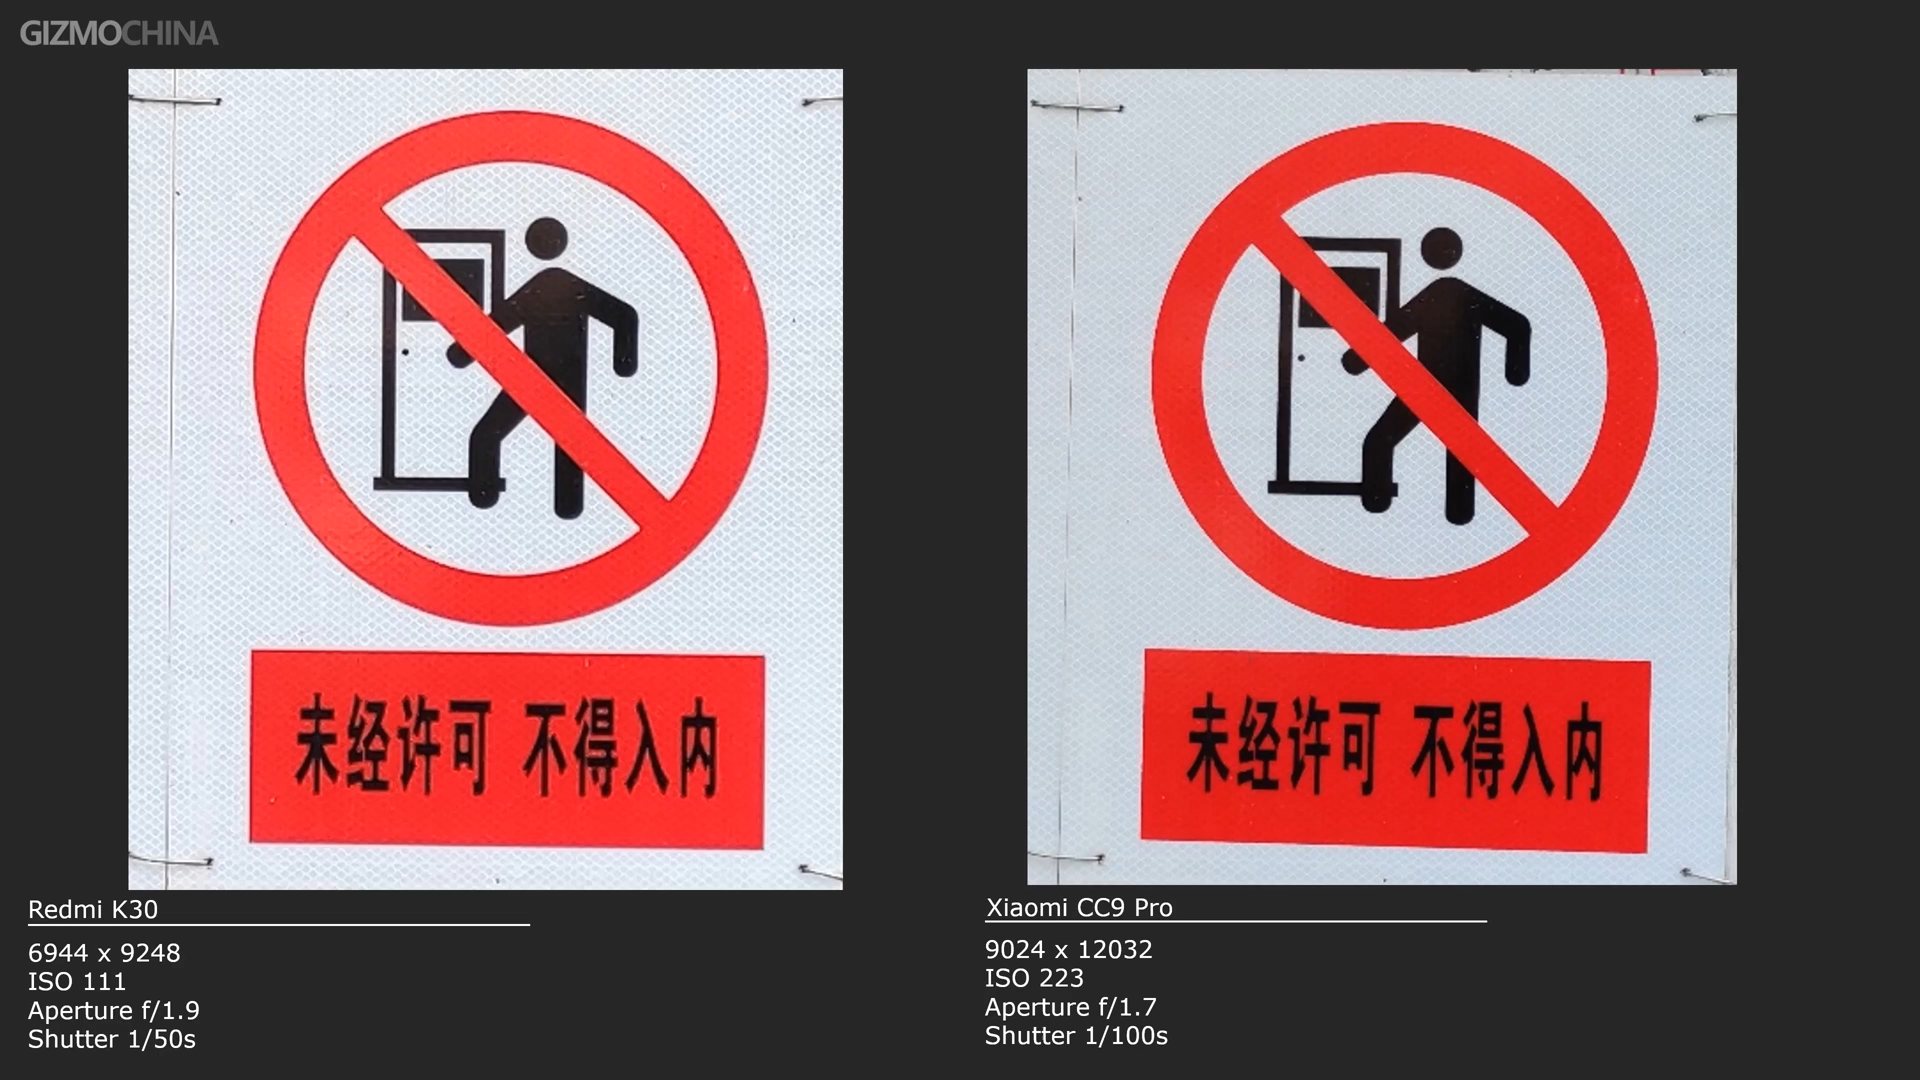 GIZMOCHINA
未经许可 不得入内
Redmi K30
6944 x 9248
ISO 111
Aperture f/1.9
Shutter 1/50s
未经许可 不得入内
Xiaomi CC9 Pro
9024 x 12032
ISO 223
Aperture f/1.7
Shutter 1/100s